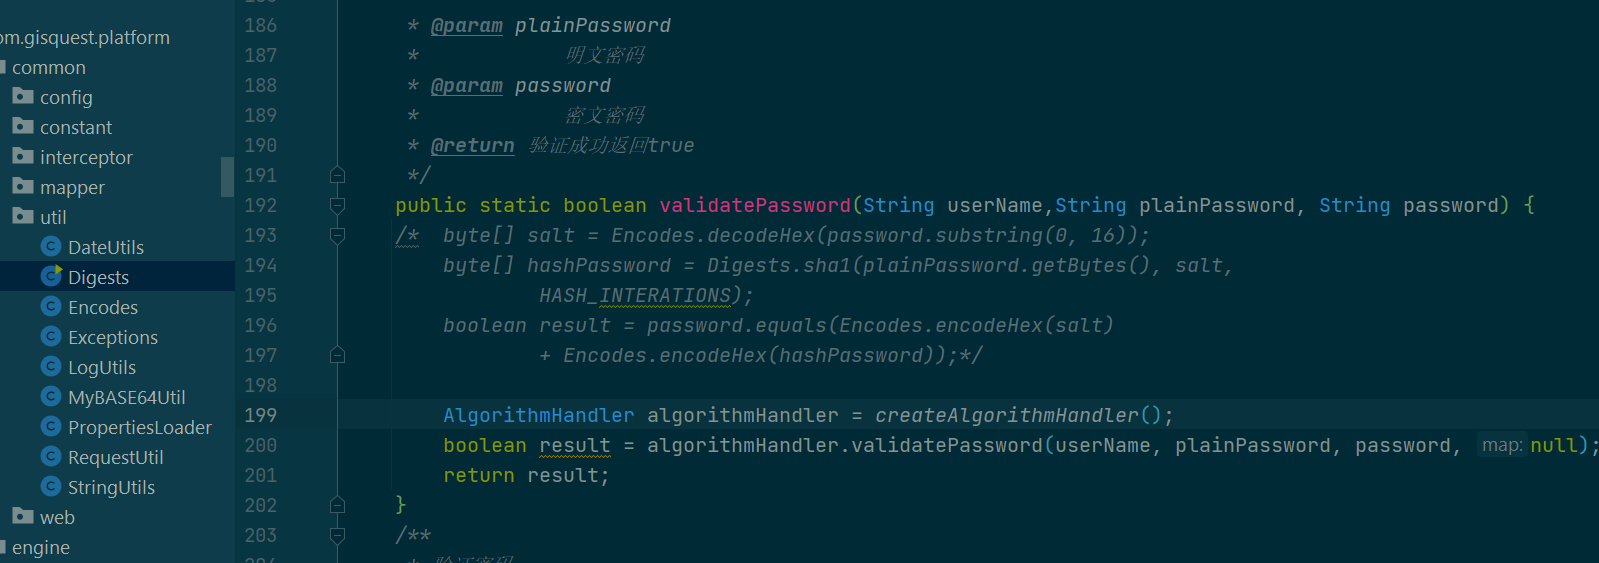 om.gisquest.platform
common
config
constant
interceptor
mapper
util
DateUtils
Digests
Encodes
Exceptions
LogUtils
MyBASE64Util
PropertiesLoader
RequestUtil
StringUtils
web
engine
186 * @param plainPassword
187 * 明文密码
188 * @param password
189 * 密文密码
190 * @return 验证成功返回true
191 */
192 public static boolean validatePassword(String userName,String plainPassword, String password) {
193 /* byte[] salt = Encodes.decodeHex(password.substring(0, 16));
194 byte[] hashPassword = Digests.sha1(plainPassword.getBytes(), salt,
195 HASH_INTERATIONS);
196 boolean result = password.equals(Encodes.encodeHex(salt)
197 + Encodes.encodeHex(hashPassword));*/
198
199 AlgorithmHandler algorithmHandler = createAlgorithmHandler();
200 boolean result = algorithmHandler.validatePassword(userName, plainPassword, password, map: null);
201 return result;
202 }
203 /**
* 验证密码